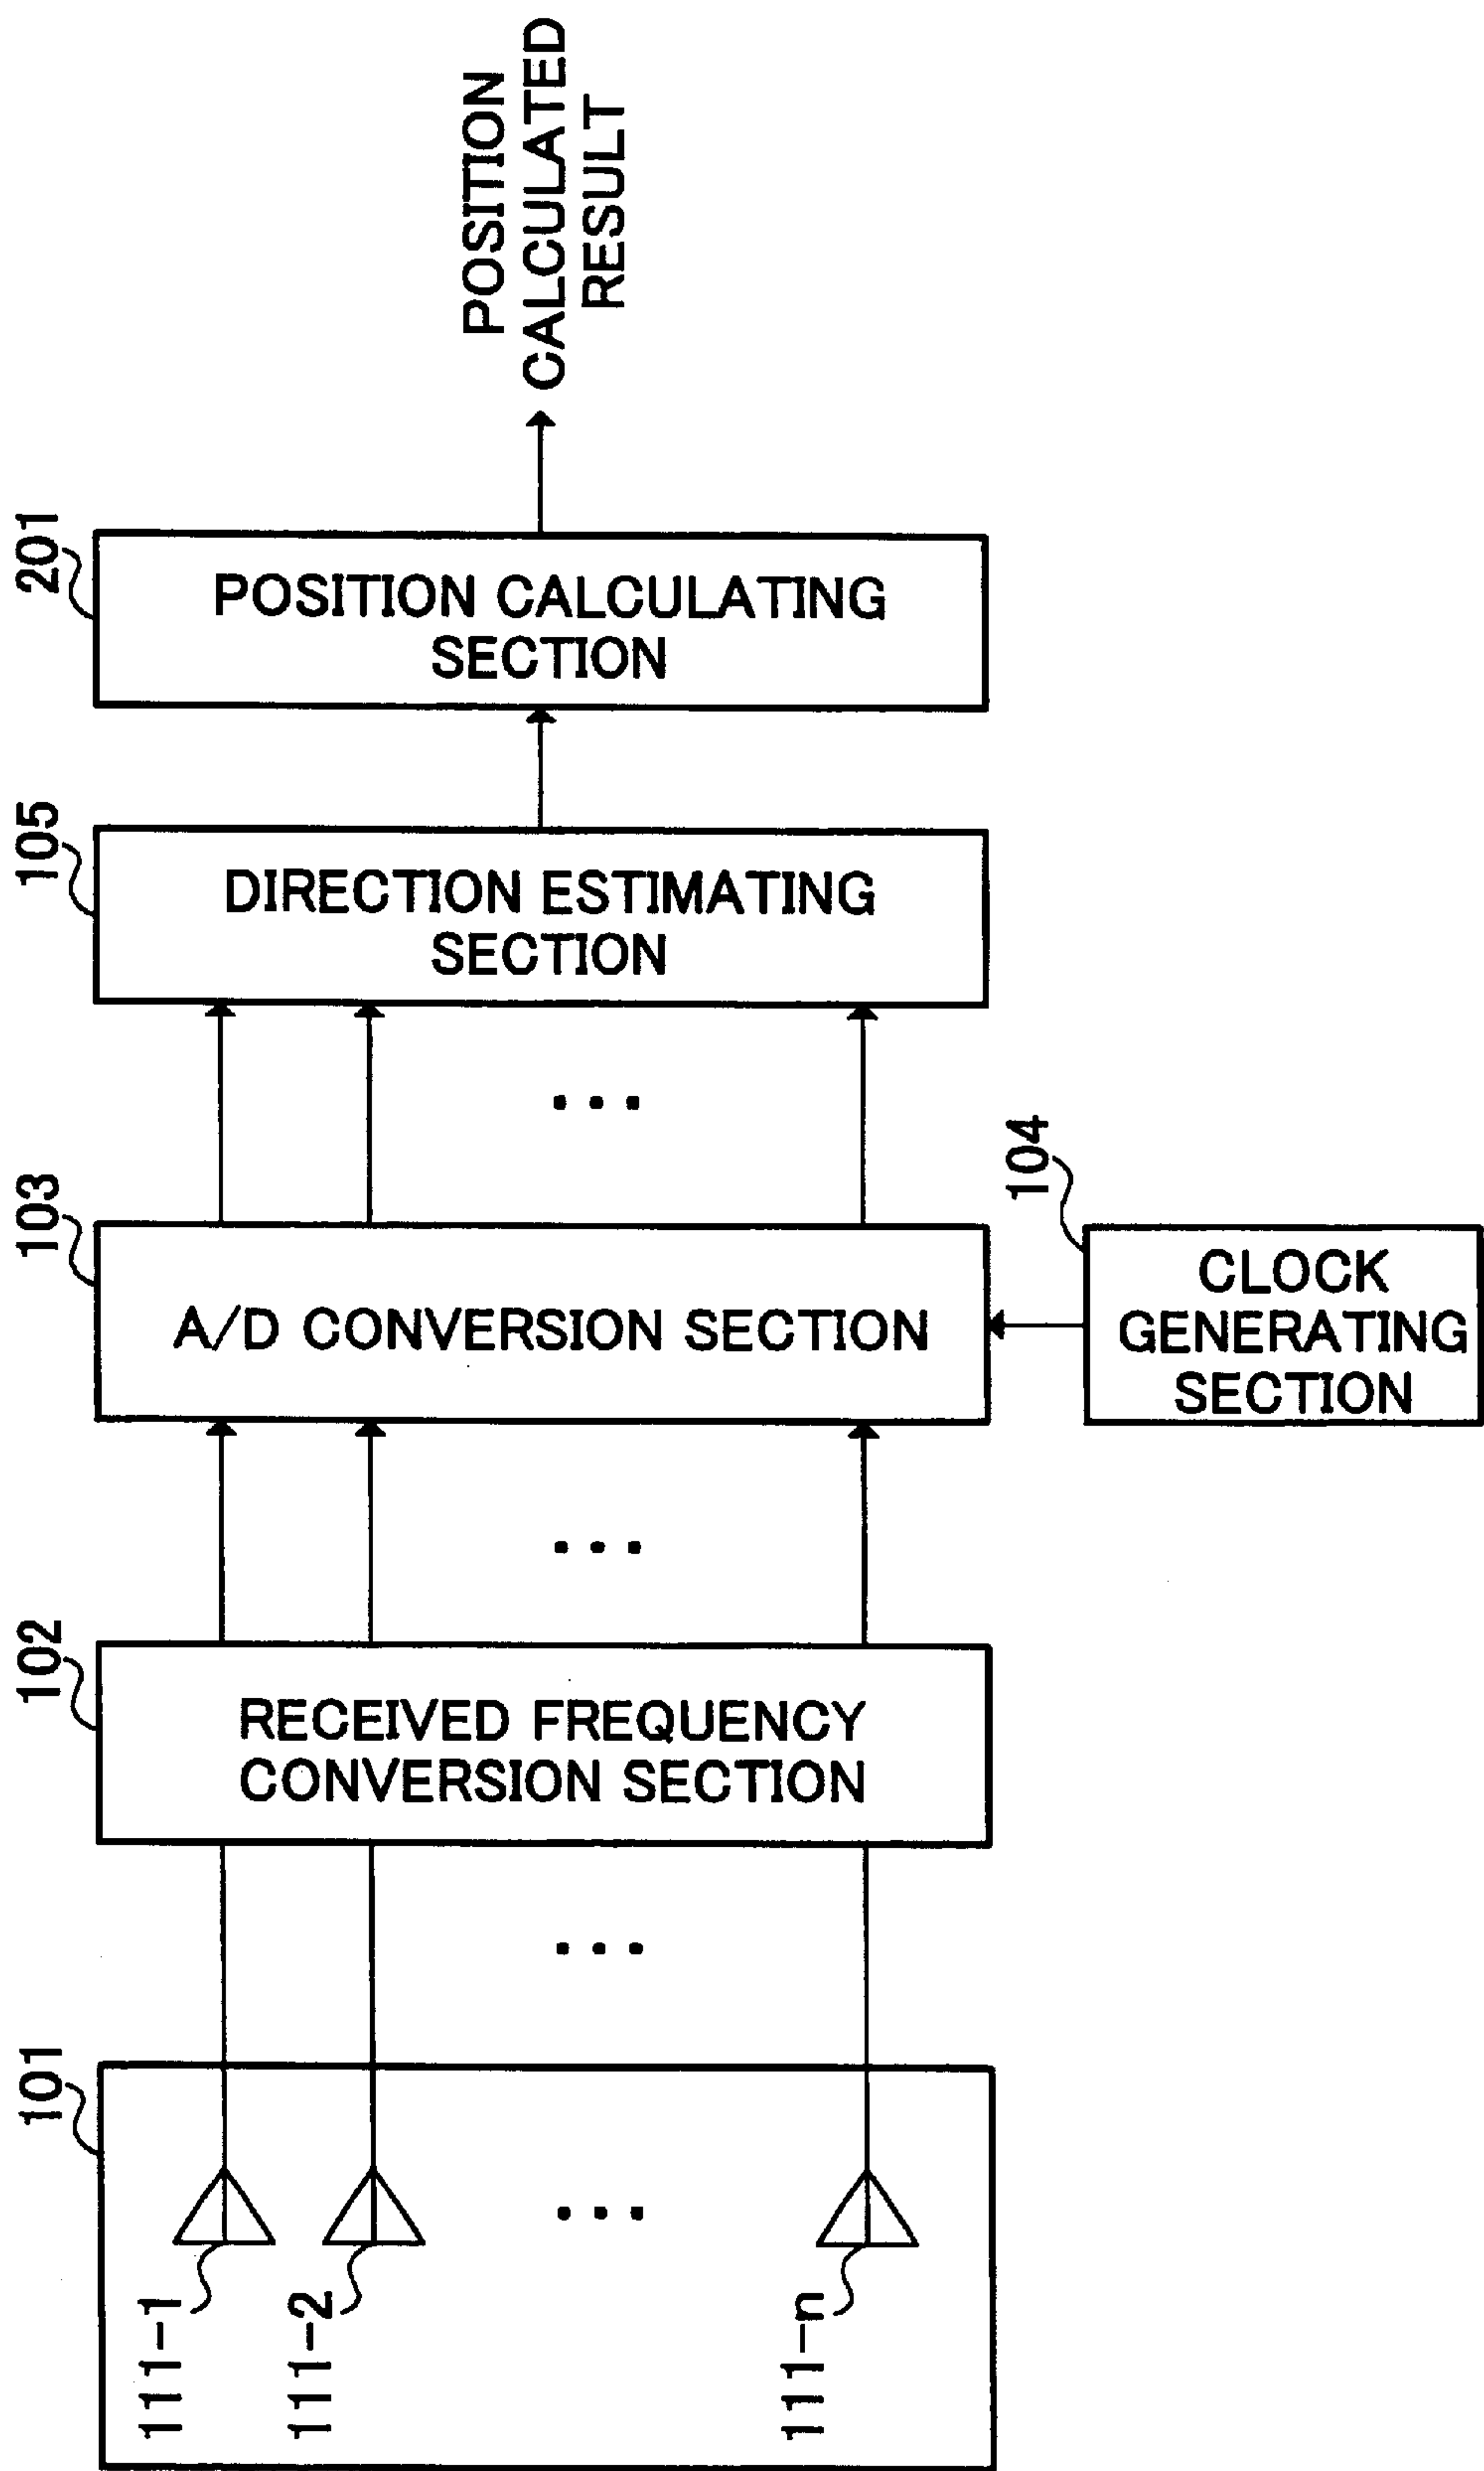 101
111-1
111-2
111-n
102
RECEIVED FREQUENCY
CONVERSION SECTION
103
A/D CONVERSION SECTION
104
CLOCK
GENERATING
SECTION
105
DIRECTION ESTIMATING
SECTION
201
POSITION CALCULATING
SECTION
POSITION
CALCULATED
RESULT